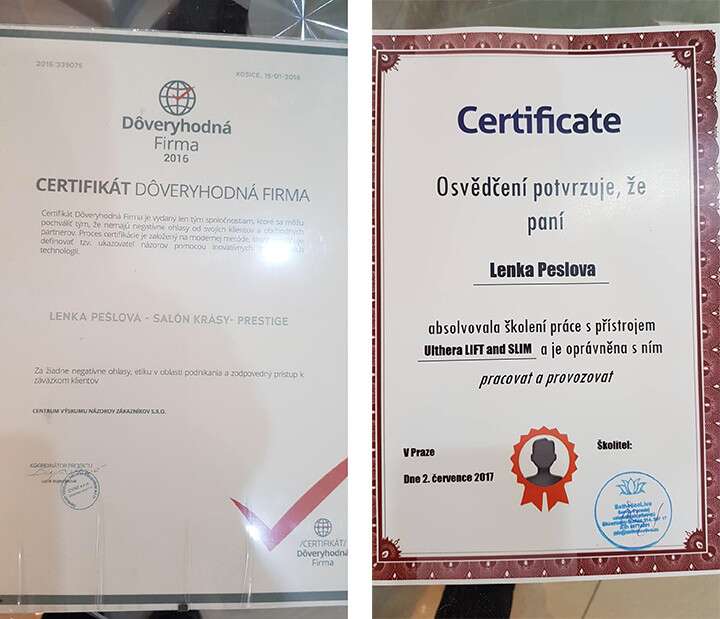 2016/339075
KOŠICE, 15/01/2018
Dôveryhodná
Firma
2016
CERTIFIKÁT DÔVERYHODNÁ FIRMA
Certifikát Dôveryhodná Firma je vydaný len tým spoločnostiam, ktoré sa môžu
pochváliť tým, že nemajú negatívne ohlasy od svojich klientov a obchodných
partnerov. Proces certifikácie je založený na modernej metóde,
definovať tzv. ukazovateľ názorov pomocou inovatívnych
technológii.
LENKA PEŠLOVÁ - SALÓN KRÁSY- PRESTIGE
Za žiadne negatívne ohlasy, etiku v oblasti podnikania a zodpovedný prístup k
záväzkom klientov
CENTRUM VÝSKUMU NÁZOROV ZÁKAZNÍKOV S.R.O.
KOORDINÁTOR PROJEKTU
/CERTIFIKÁT/
Dôveryhodná
Firma
Certificate
Osvědčení potvrzuje, že
paní
Lenka Peslova
absolvovala školení práce s přístrojem
Ulthera LIFT and SLIM a je oprávněna s ním
pracovat a provozovat
V Praze
Školitel:
Dne 2. července 2017